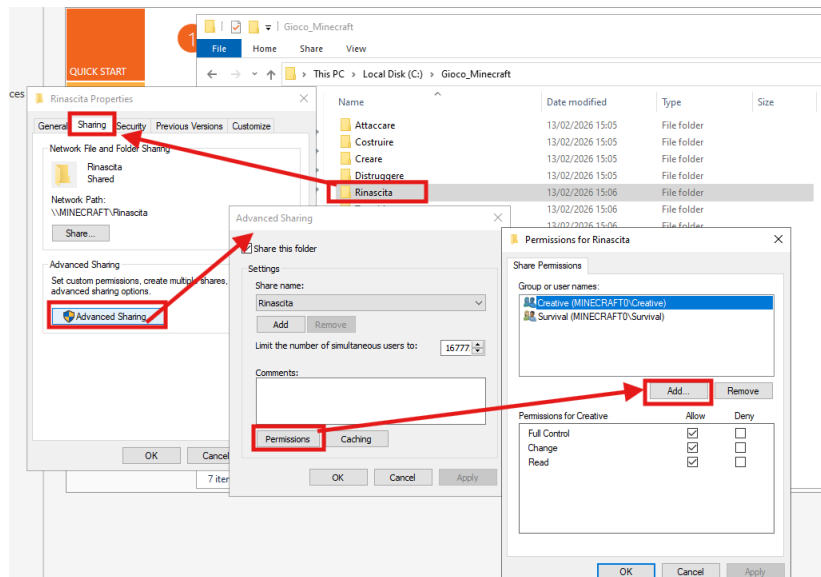 1
Gioco_Minecraft
File Home Share View
QUICK START
This PC > Local Disk (C:) > Gioco_Minecraft
ces
Name Date modified Type Size
Attaccare 13/02/2026 15:05 File folder
Costruire 13/02/2026 15:05 File folder
Creare 13/02/2026 15:05 File folder
Distruggere 13/02/2026 15:05 File folder
Rinascita 13/02/2026 15:06 File folder
13/02/2026 15:06 File folder
13/02/2026 15:06 File folder
7 iter
Rinascita Properties
General Sharing Security Previous Versions Customize
Network File and Folder Sharing
Rinascita
Shared
Network Path:
\\MINECRAFT\Rinascita
Share...
Advanced Sharing
Set custom permissions, create multiple shares,
advanced sharing options.
Advanced Sharing...
OK Cancel
Advanced Sharing
Share this folder
Settings
Share name:
Rinascita
Add Remove
Limit the number of simultaneous users to: 16777
Comments:
Permissions Caching
OK Cancel Apply
Permissions for Rinascita
Share Permissions
Group or user names:
Creative (MINECRAFT0\Creative)
Survival (MINECRAFT0\Survival)
Add... Remove
Permissions for Creative Allow Deny
Full Control
Change
Read
OK Cancel Apply